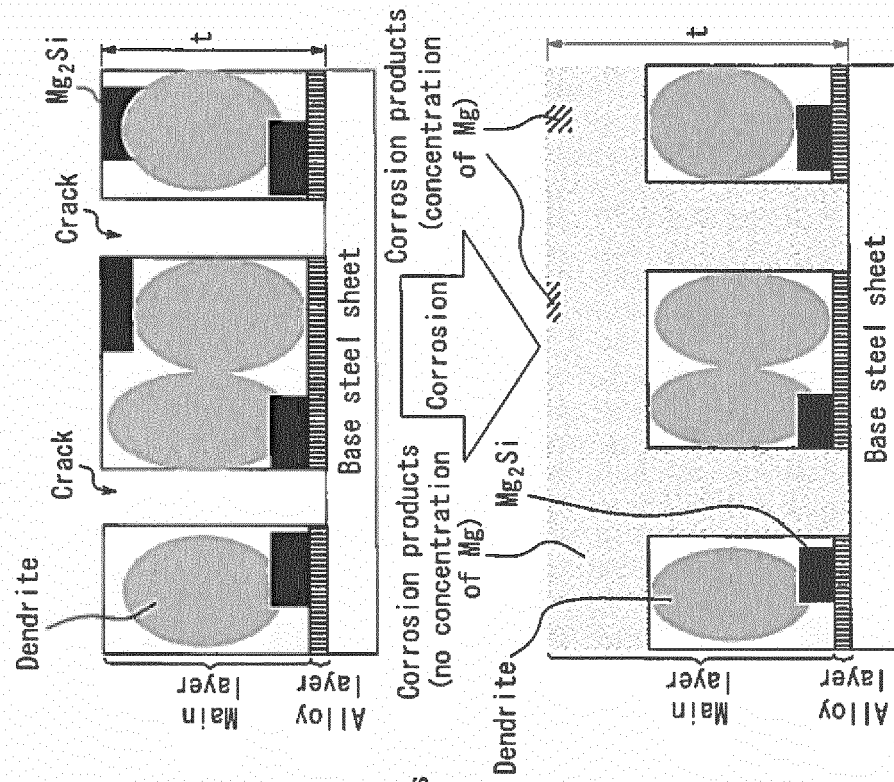 Dendrite
Crack
Crack
Mg2Si
t
Main
layer
Alloy
layer
Base steel sheet
Corrosion products
(no concentration
of Mg)
Corrosion
Corrosion products
(concentration
of Mg)
Dendrite
Mg2Si
t
Main
layer
Alloy
layer
Base steel sheet